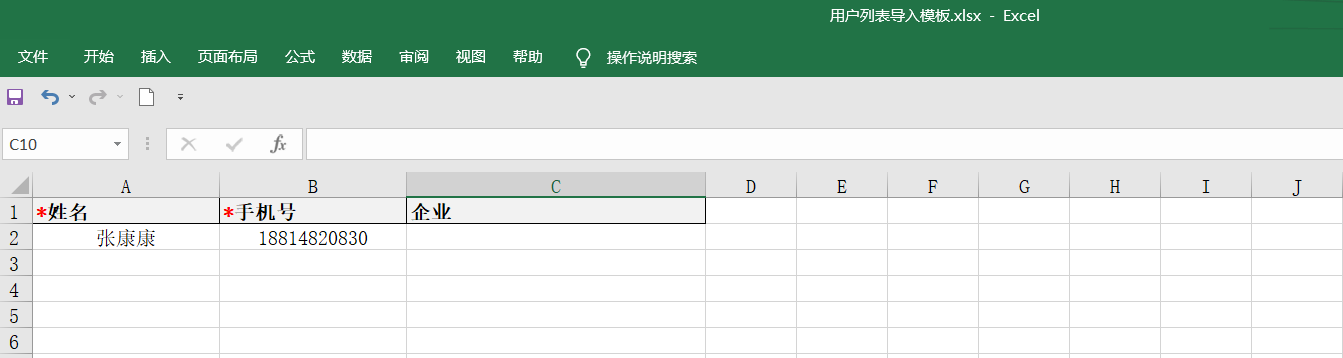 用户列表导入模板.xlsx - Excel
文件 开始 插入 页面布局 公式 数据 审阅 视图 帮助 操作说明搜索
C10 fx
A B C D E F G H I J
1 *姓名 *手机号 企业
2 张康康 18814820830
3
4
5
6